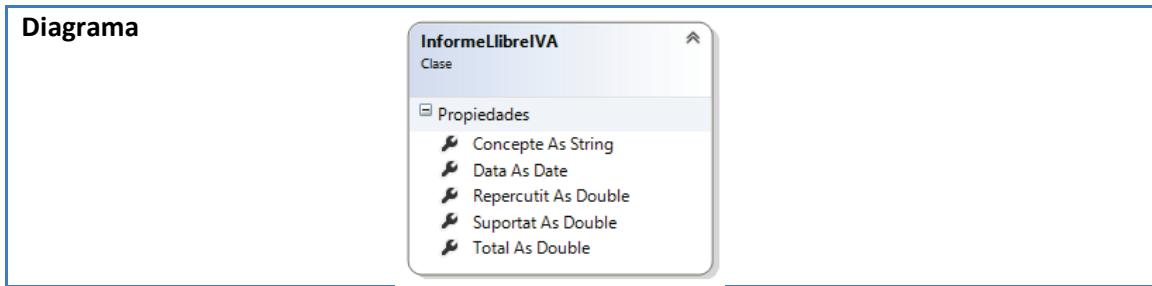 Diagrama
InformeLlibreIVA
Clase
Propiedades
Concepte As String
Data As Date
Repercutit As Double
Suportat As Double
Total As Double